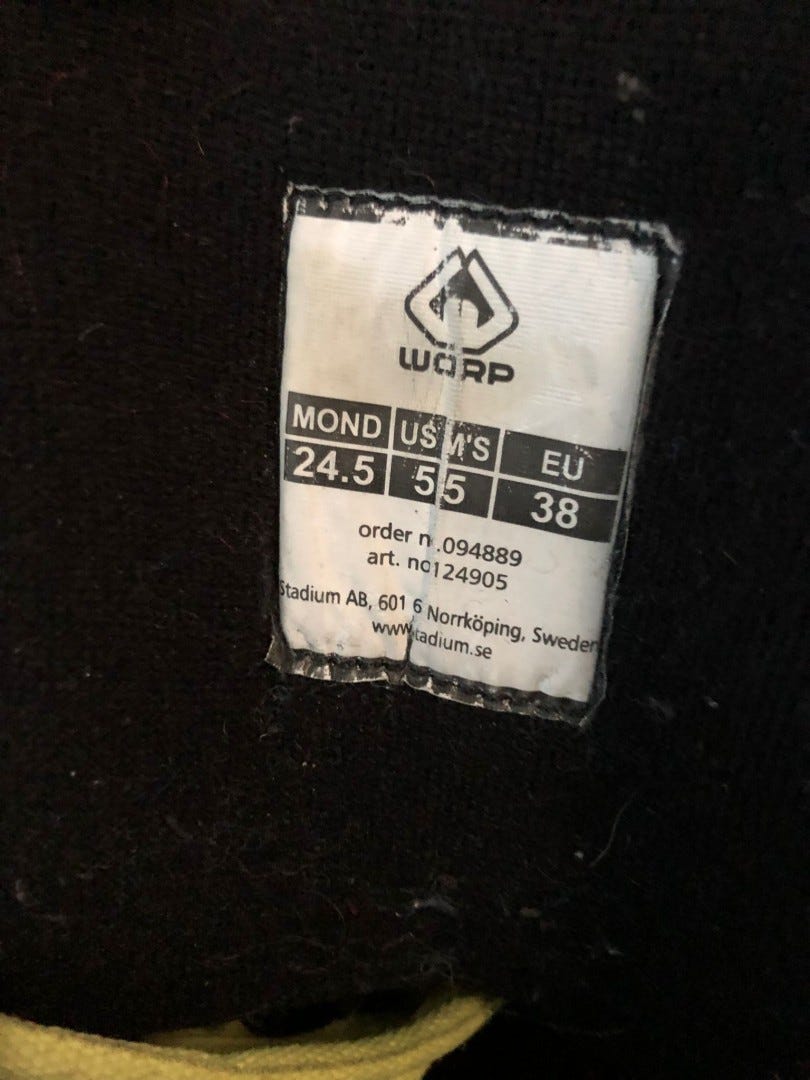 WARP
MOND US M'S EU
24.5 5 5 38
order n .094889
art. no124905
Stadium AB, 601 6 Norrköping, Sweden
www tadium.se